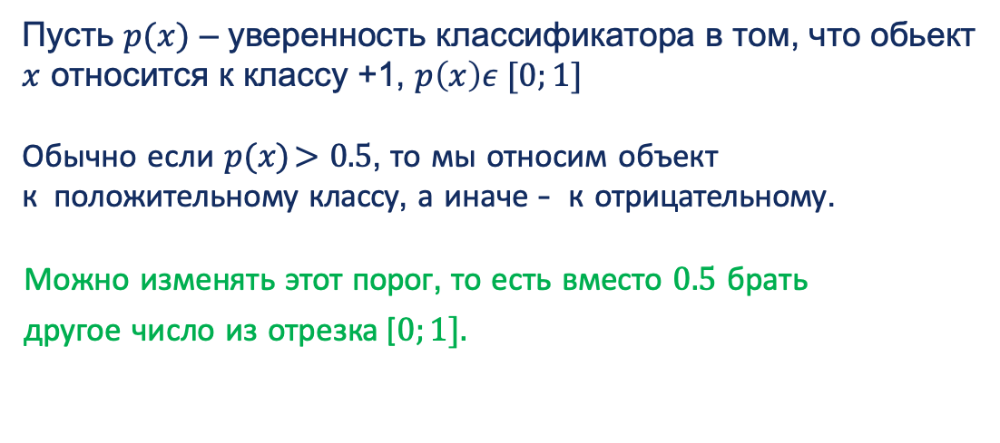 Пусть p(x) – уверенность классификатора в том, что обьект
x относится к классу +1, p(x)ϵ [0; 1]
Обычно если p(x) > 0.5, то мы относим объект
к положительному классу, а иначе - к отрицательному.
Можно изменять этот порог, то есть вместо 0.5 брать
другое число из отрезка [0; 1].